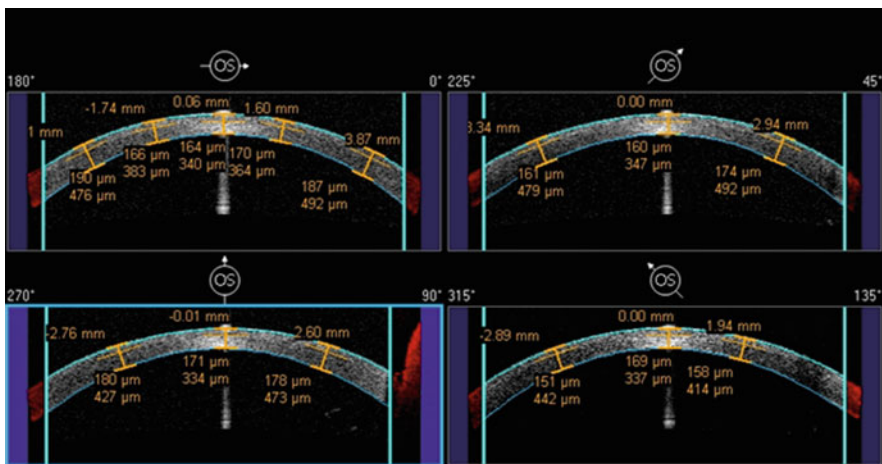 OS
180° 0°
-1.74 mm 0.06 mm 1.60 mm
1 mm 3.87 mm
190 µm 166 µm 164 µm 170 µm 187 µm
476 µm 383 µm 340 µm 364 µm 492 µm
OS
225° 45°
3.34 mm 0.00 mm 2.94 mm
161 µm 160 µm 174 µm
479 µm 347 µm 492 µm
OS
270° 90°
-2.76 mm -0.01 mm 2.60 mm
180 µm 171 µm 178 µm
427 µm 334 µm 473 µm
OS
315° 135°
-2.89 mm 0.00 mm 1.94 mm
151 µm 169 µm 158 µm
442 µm 337 µm 414 µm